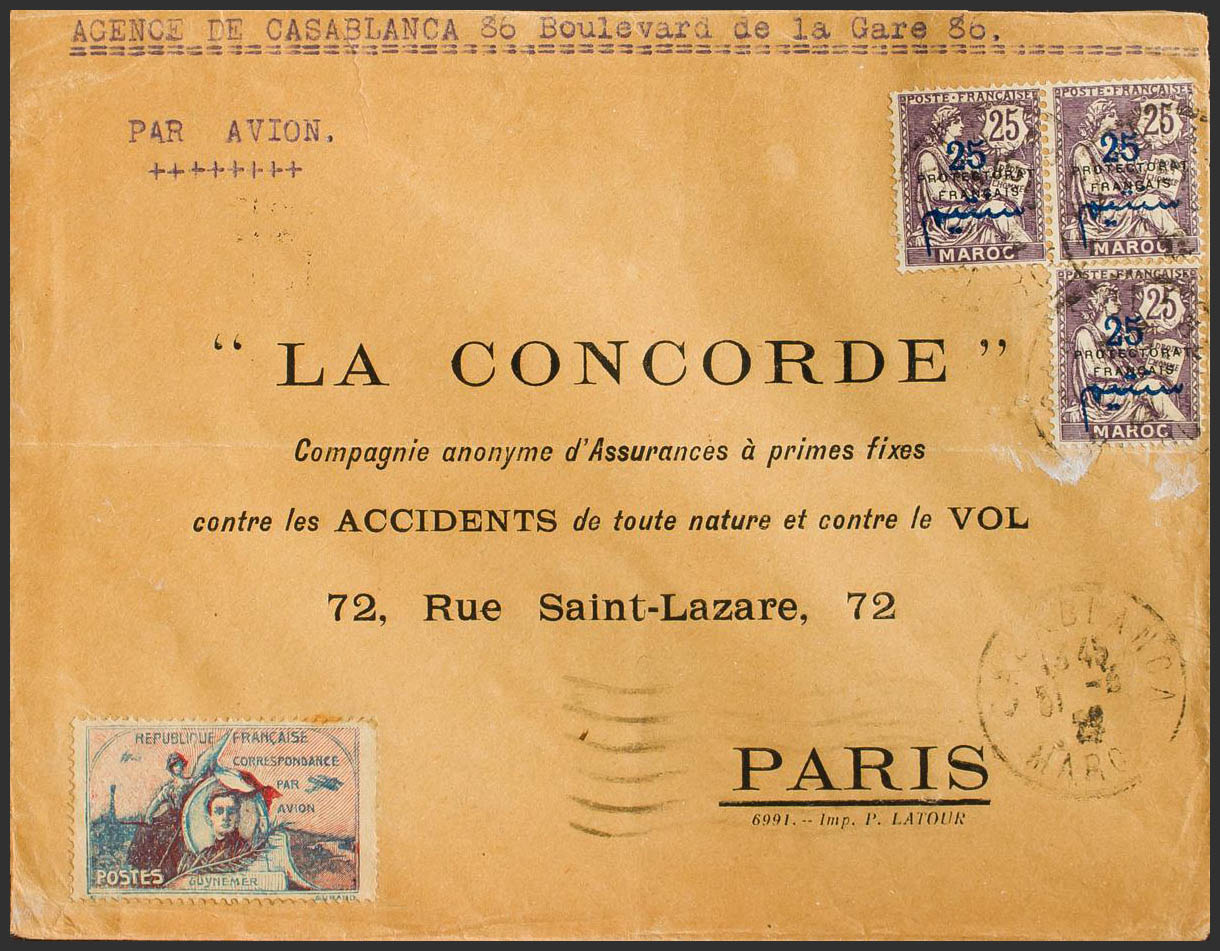 AGENCE DE CASABLANCA 86 Boulevard de la Gare 86.
PAR AVION.
++++++++
POSTE·FRANÇAISE
25
25
PROTECTORAT
FRANÇAIS
MAROC
POSTE·FRANÇAISE
25
25
PROTECTORAT
FRANÇAIS
MAROC
POSTE·FRANÇAISE
25
25
PROTECTORAT
FRANÇAIS
MAROC
“ LA CONCORDE ”
Compagnie anonyme d'Assurances à primes fixes
contre les ACCIDENTS de toute nature et contre le VOL
72, Rue Saint-Lazare, 72
CASABLANCA
MAROC
PARIS
6991. -- Imp. P. LATOUR
REPUBLIQUE FRANÇAISE
CORRESPONDANCE
PAR
AVION
POSTES
GUYNEMER